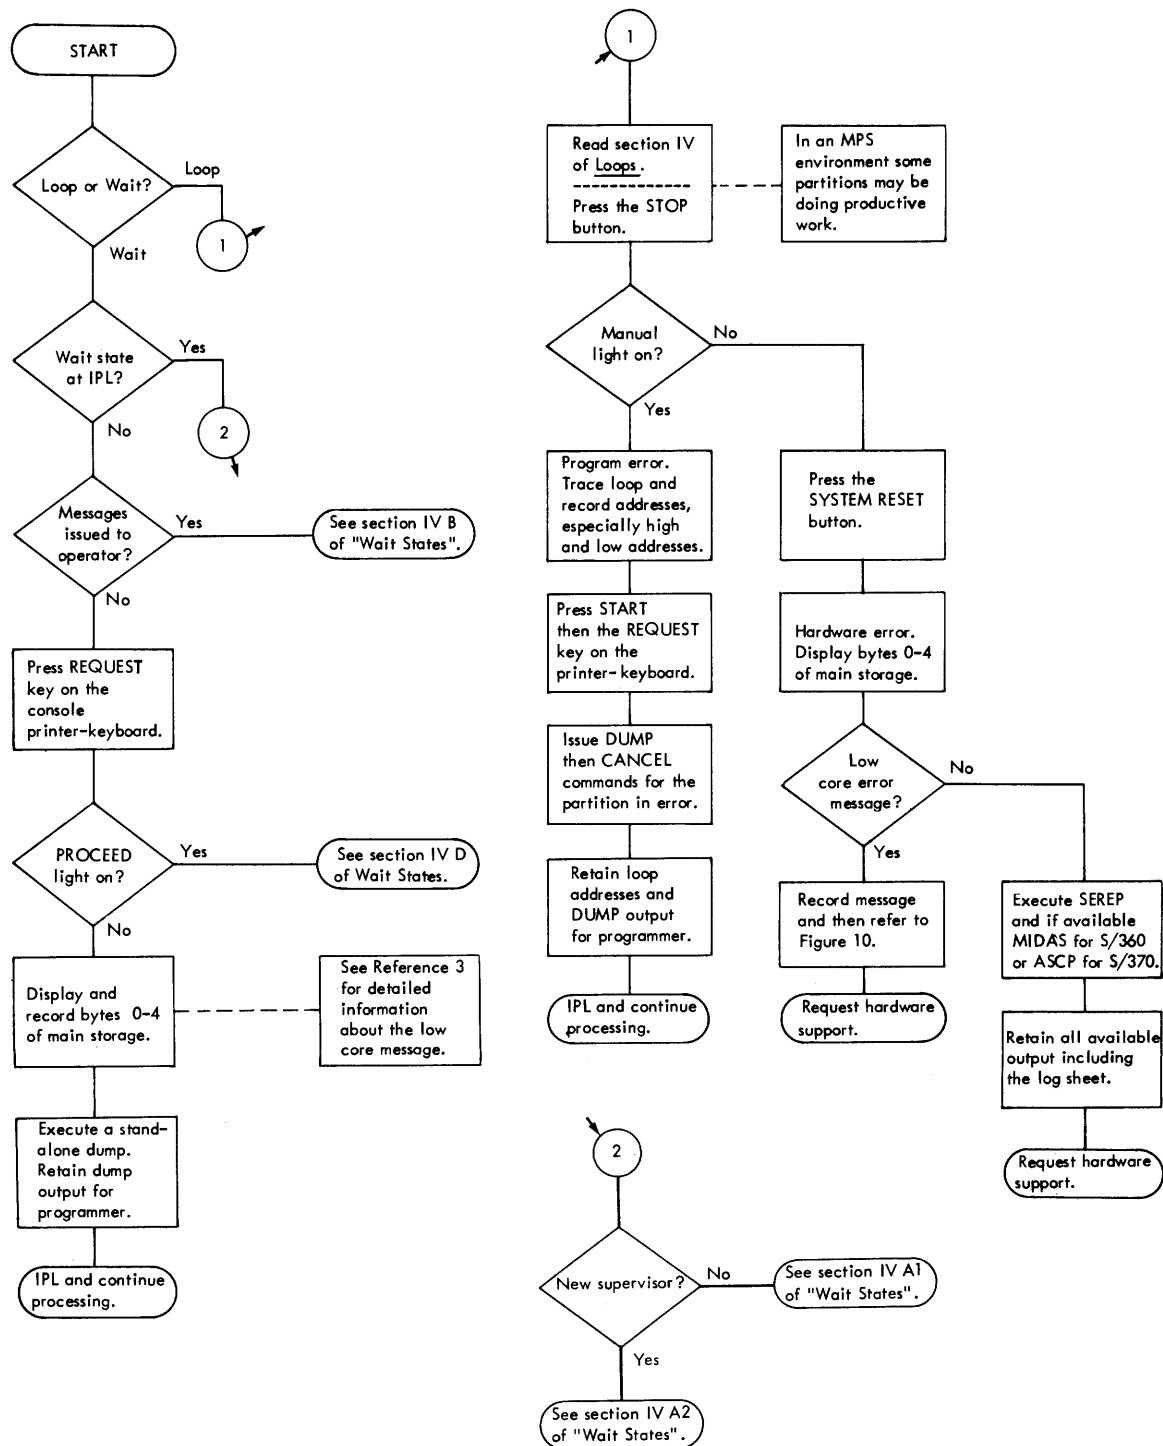 START
Loop or Wait?
Loop
1
Wait
Wait state
at IPL?
Yes
2
No
Messages
issued to
operator?
Yes
See section IV B
of "Wait States".
No
Press REQUEST
key on the
console
printer-keyboard.
PROCEED
light on?
Yes
See section IV D
of Wait States.
No
Display and
record bytes 0-4
of main storage.
See Reference 3
for detailed
information
about the low
core message.
Execute a stand-
alone dump.
Retain dump
output for
programmer.
IPL and continue
processing.
1
Read section IV
of Loops.
Press the STOP
button.
In an MPS
environment some
partitions may be
doing productive
work.
Manual
light on?
No
Yes
Program error.
Trace loop and
record addresses,
especially high
and low addresses.
Press START
then the REQUEST
key on the
printer-keyboard.
Issue DUMP
then CANCEL
commands for the
partition in error.
Retain loop
addresses and
DUMP output
for programmer.
IPL and continue
processing.
Press the
SYSTEM RESET
button.
Hardware error.
Display bytes 0-4
of main storage.
Low
core error
message?
No
Yes
Record message
and then refer to
Figure 10.
Request hardware
support.
Execute SEREP
and if available
MIDAS for S/360
or ASCP for S/370.
Retain all available
output including
the log sheet.
Request hardware
support.
2
New supervisor?
No
See section IV A1
of "Wait States".
Yes
See section IV A2
of "Wait States".